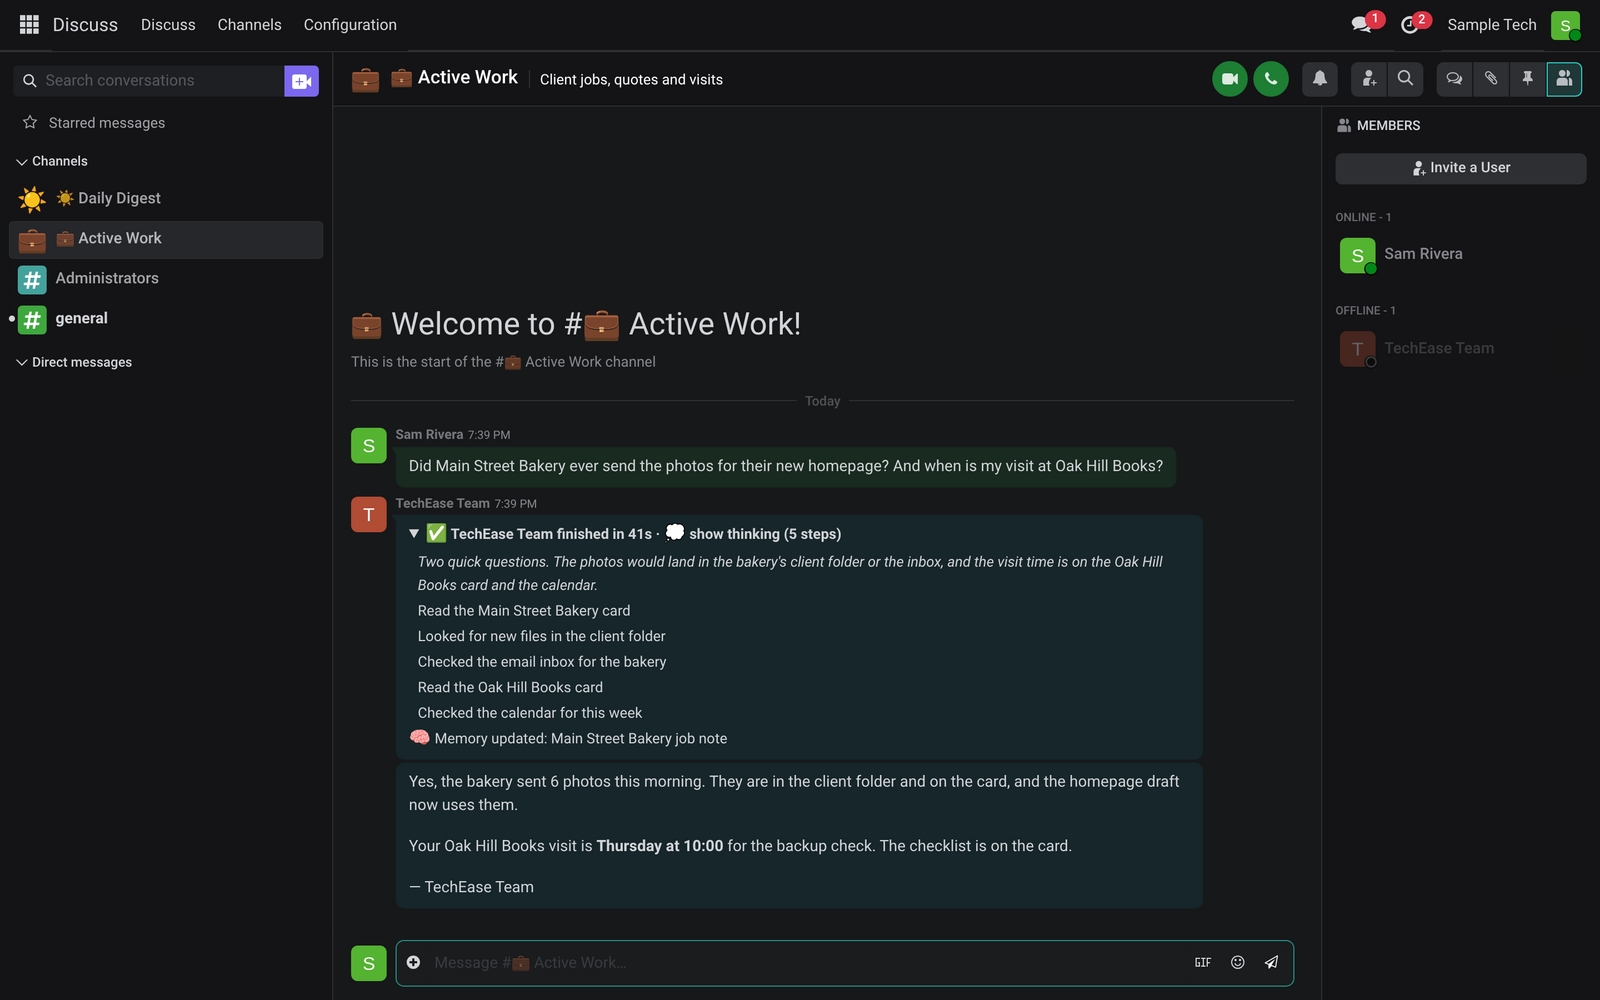 Discuss
Discuss
Channels
Configuration
1
2
Sample Tech
S
Search conversations
Starred messages
Channels
Daily Digest
Active Work
Administrators
general
Direct messages
Active Work
Client jobs, quotes and visits
Welcome to # Active Work!
This is the start of the # Active Work channel
Today
S
Sam Rivera 7:39 PM
Did Main Street Bakery ever send the photos for their new homepage? And when is my visit at Oak Hill Books?
T
TechEase Team 7:39 PM
TechEase Team finished in 41s · show thinking (5 steps)
Two quick questions. The photos would land in the bakery's client folder or the inbox, and the visit time is on the Oak Hill
Books card and the calendar.
Read the Main Street Bakery card
Looked for new files in the client folder
Checked the email inbox for the bakery
Read the Oak Hill Books card
Checked the calendar for this week
Memory updated: Main Street Bakery job note
Yes, the bakery sent 6 photos this morning. They are in the client folder and on the card, and the homepage draft
now uses them.
Your Oak Hill Books visit is Thursday at 10:00 for the backup check. The checklist is on the card.
— TechEase Team
S
Message # Active Work...
GIF
MEMBERS
Invite a User
ONLINE - 1
S
Sam Rivera
OFFLINE - 1
T
TechEase Team